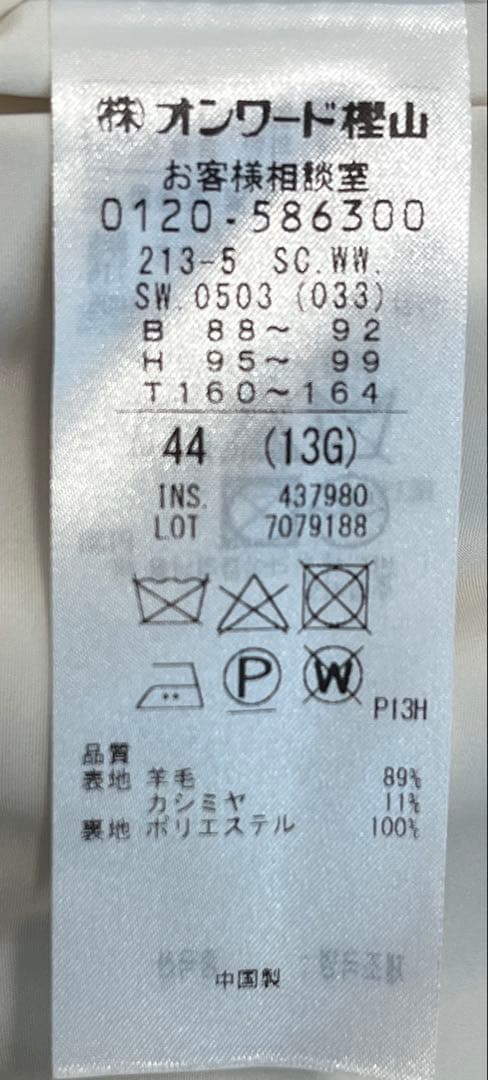 ㈱オンワード樫山
お客様相談室
0120-586300
213-5 SC.WW.
SW.0503 (033)
B 88〜 92
H 95〜 99
T160〜164
44 (13G)
INS. 437980
LOT 7079188
P
W
P13H
品質
表地 羊毛 89%
カシミヤ 11%
裏地 ポリエステル 100%
中国製